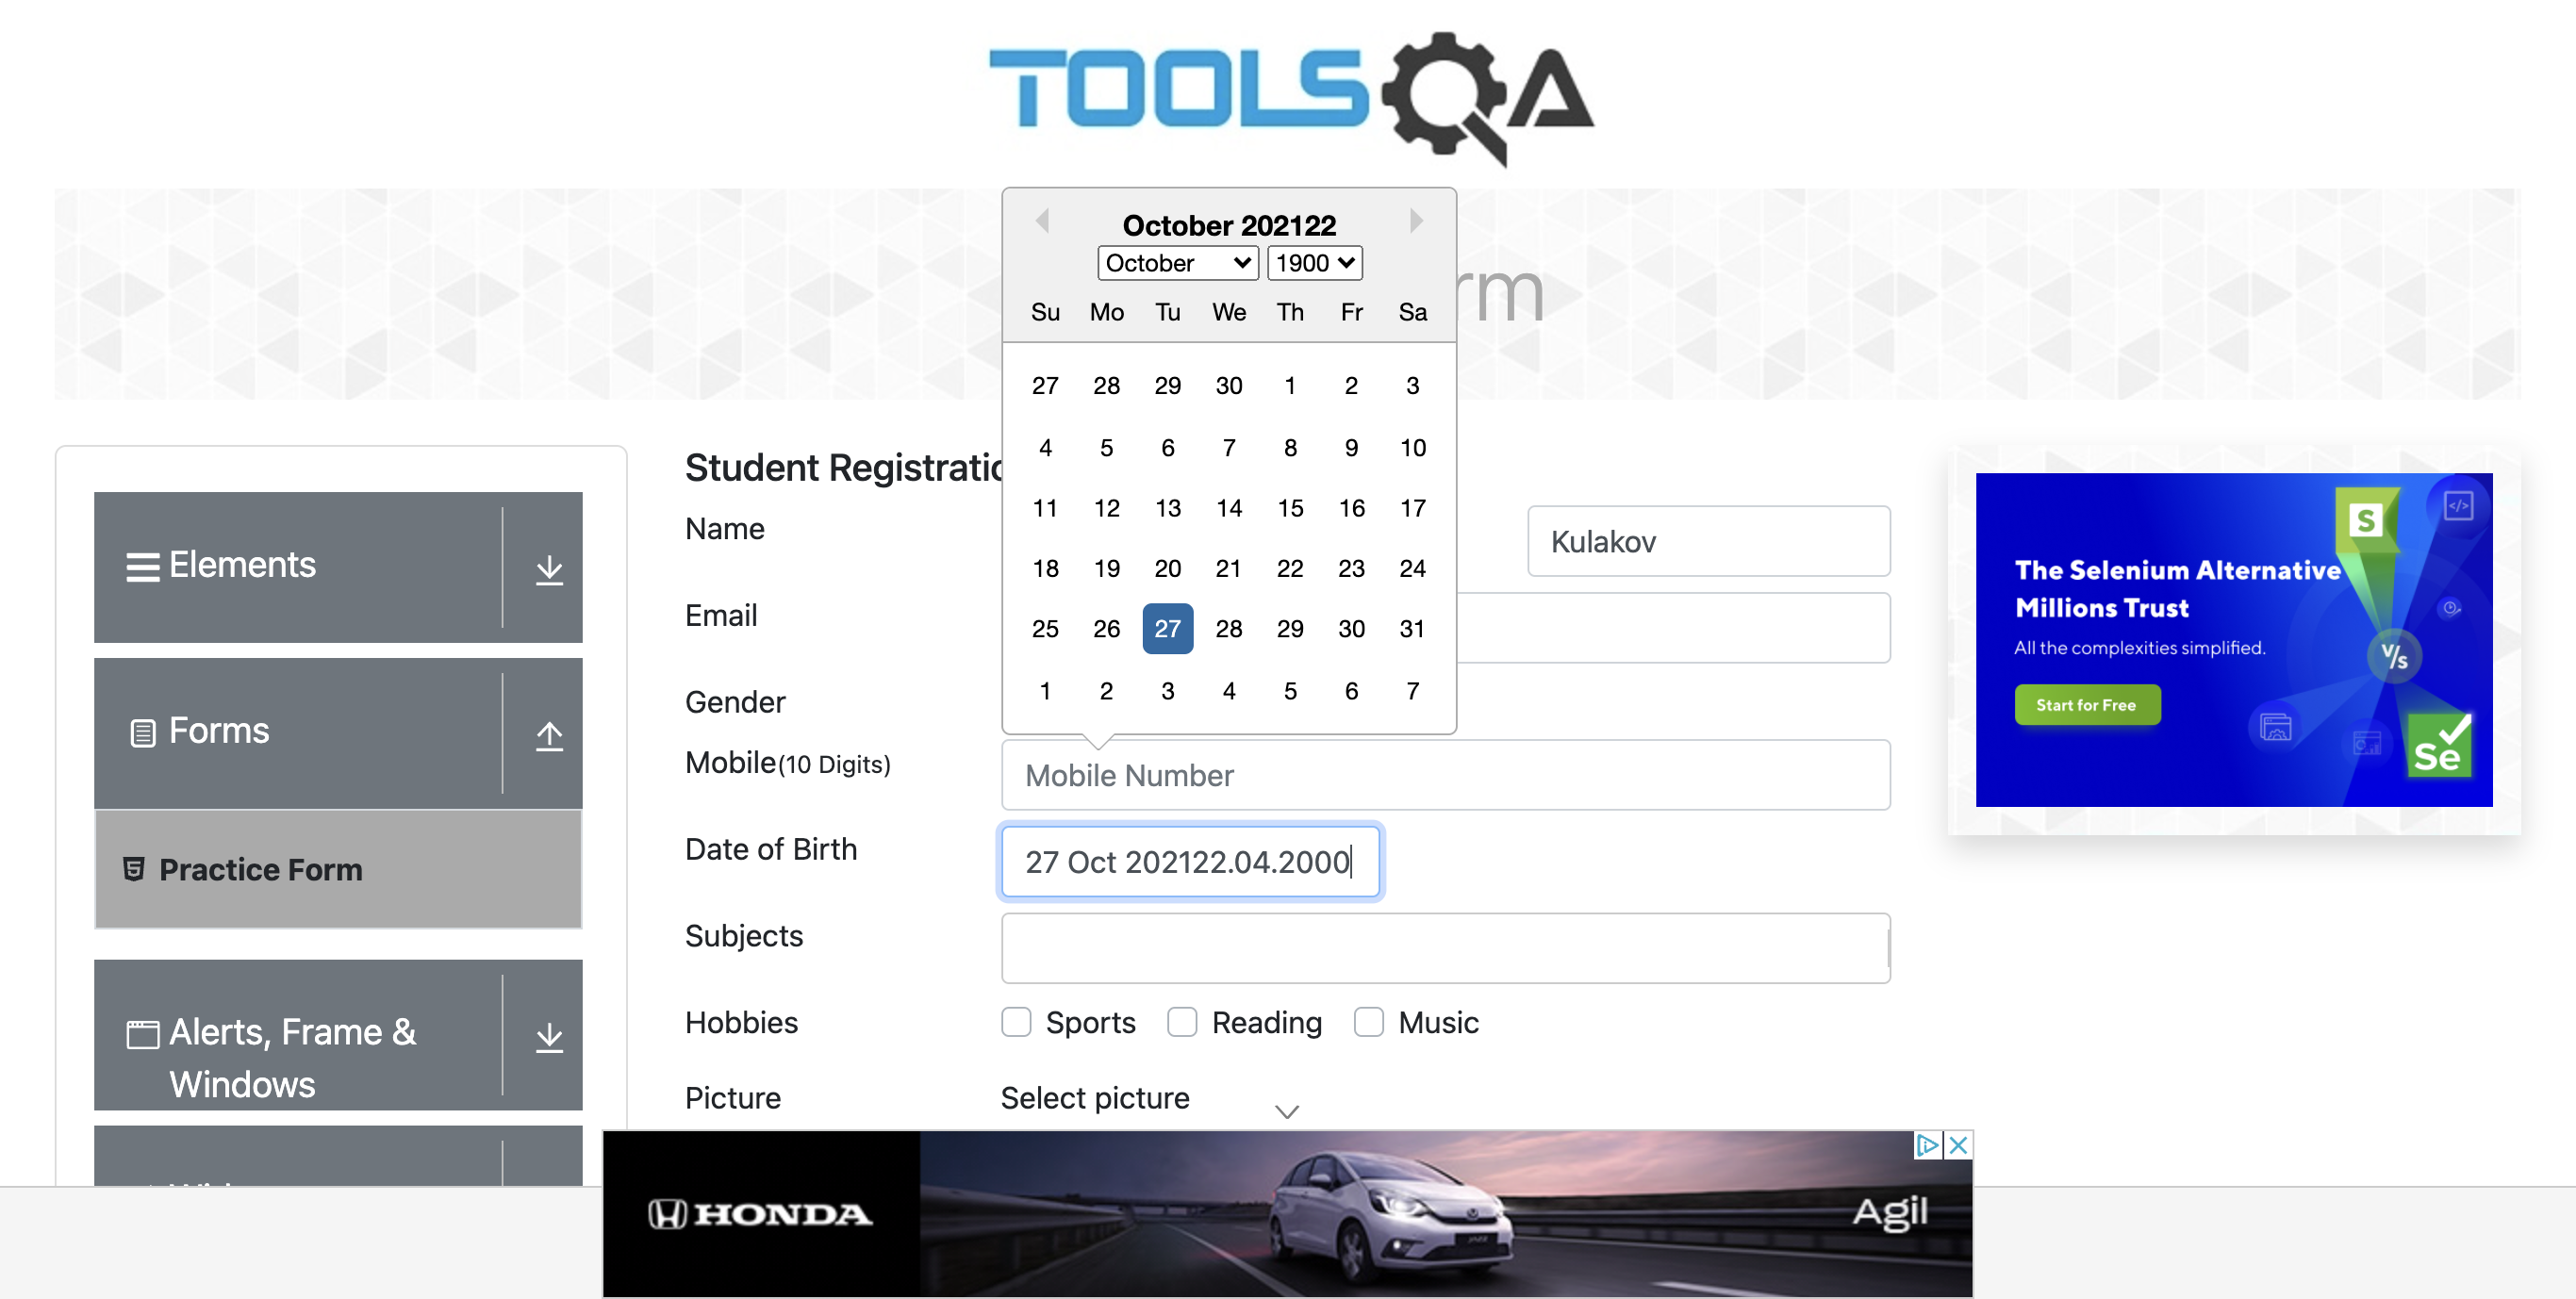 TOOLSQA
October 202122
October 1900
rm
Su Mo Tu We Th Fr Sa
27 28 29 30 1 2 3
4 5 6 7 8 9 10
11 12 13 14 15 16 17
18 19 20 21 22 23 24
25 26 27 28 29 30 31
1 2 3 4 5 6 7
Elements
Forms
Practice Form
Alerts, Frame &
Windows
Student Registratio
Name
Kulakov
Email
Gender
Mobile(10 Digits)
Mobile Number
Date of Birth
27 Oct 202122.04.2000
Subjects
Hobbies
Sports Reading Music
Picture
Select picture
The Selenium Alternative
Millions Trust
All the complexities simplified.
Start for Free
S
</>
V/s
Se
HONDA
JAZZ
Agil